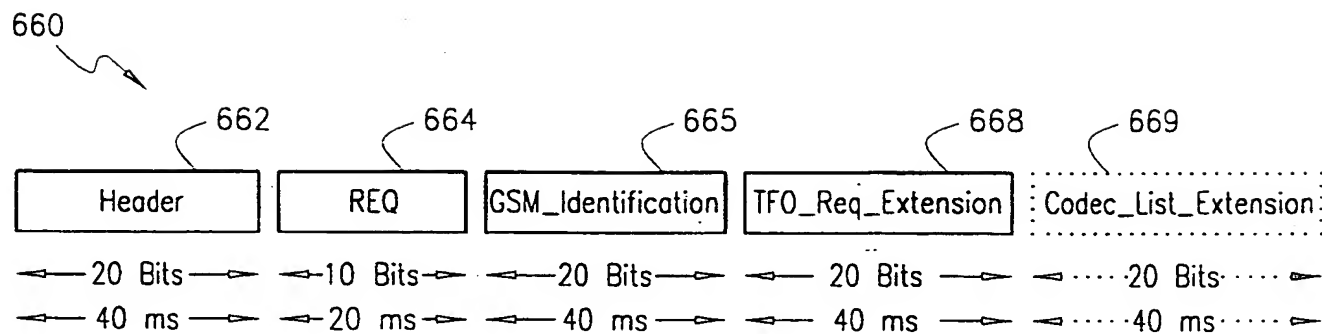 660
662 664 665 668 669
Header REQ GSM_Identification TFO_Req_Extension Codec_List_Extension
20 Bits 10 Bits 20 Bits 20 Bits 20 Bits
40 ms 20 ms 40 ms 40 ms 40 ms